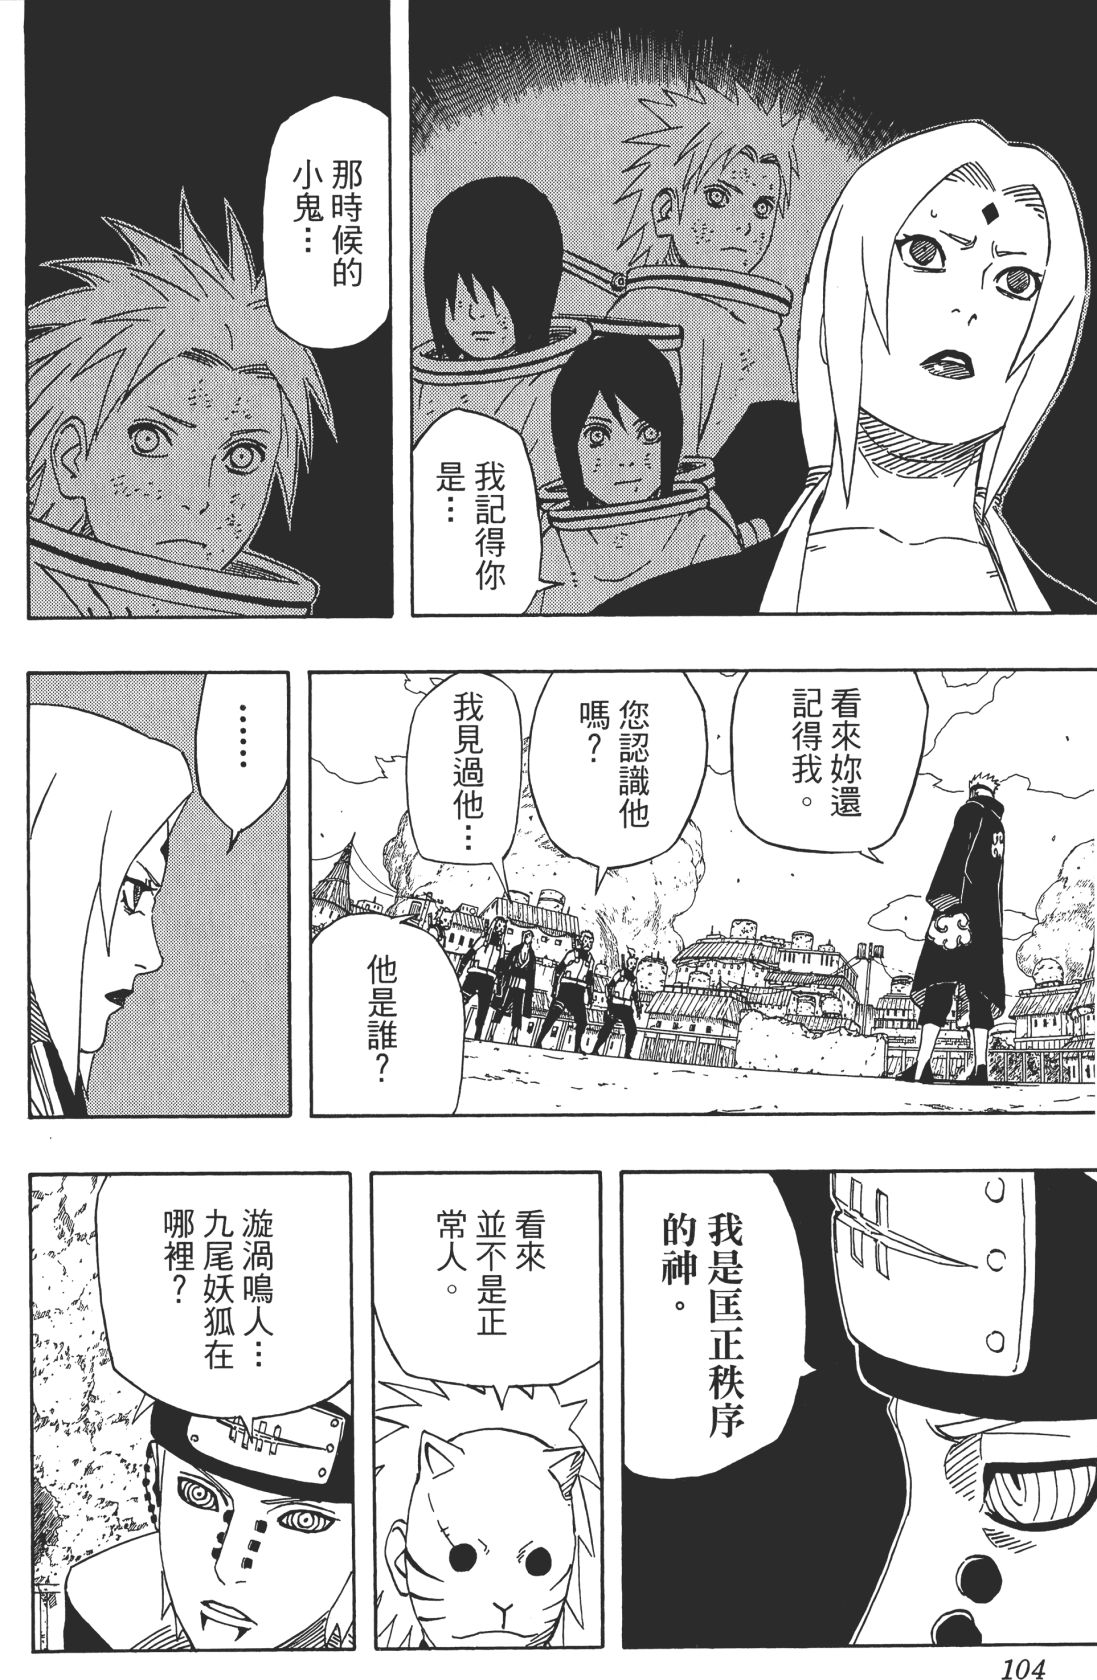 我記得你
是…
那時候的
小鬼…
看來妳還
記得我。
您認識他
嗎？
我見過他…
他是誰？
……
我是匡正秩序
的神。
看來
並不是正
常人。
漩渦鳴人…
九尾妖狐在
哪裡？
104